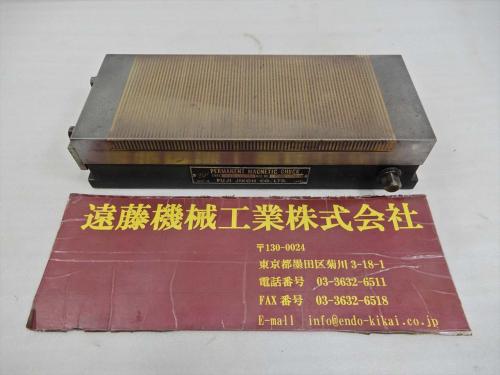 PERMANENT MAGNETIC CHUCK
FUJI JIKOH CO., LTD.
遠藤機械工業株式会社
〒130-0024
東京都墨田区菊川3-18-1
電話番号 03-3632-6511
FAX番号 03-3632-6518
E-mall info@endo-kikai.co.jp